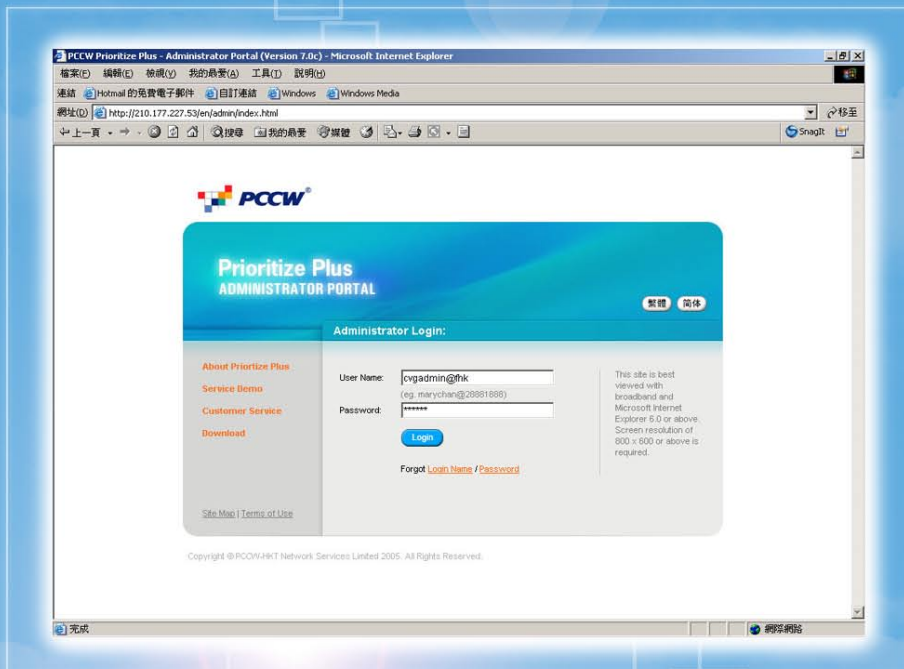 PCCW Prioritize Plus - Administrator Portal (Version 7.0c) - Microsoft Internet Explorer
檔案(F) 編輯(E) 檢視(V) 我的最愛(A) 工具(T) 說明(H)
連結 Hotmail 的免費電子郵件 自訂連結 Windows Windows Media
網址(D) http://210.177.227.53/en/admin/index.html 移至
上一頁 搜尋 我的最愛 媒體 SnagIt
PCCW®
Prioritize Plus
ADMINISTRATOR PORTAL
繁體 简体
Administrator Login:
About Priortize Plus
Service Demo
Customer Service
Download
User Name: cvgadmin@fhk
(eg. marychan@28881888)
Password: ******
Login
Forgot Login Name / Password
This site is best
viewed with
broadband and
Microsoft Internet
Explorer 6.0 or above.
Screen resolution of
800 x 600 or above is
required.
Site Map | Terms of Use
Copyright © PCCW-HKT Network Services Limited 2005. All Rights Reserved.
完成 網際網路